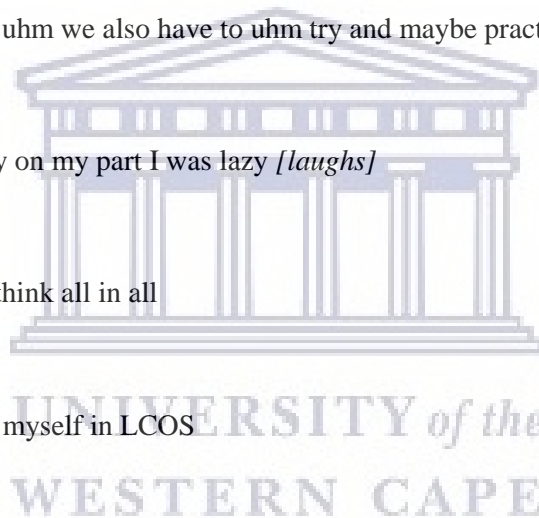 uhm we also have to uhm try and maybe pract
y on my part I was lazy [laughs]
think all in all
myself in LCOS
UNIVERSITY of the
WESTERN CAPE